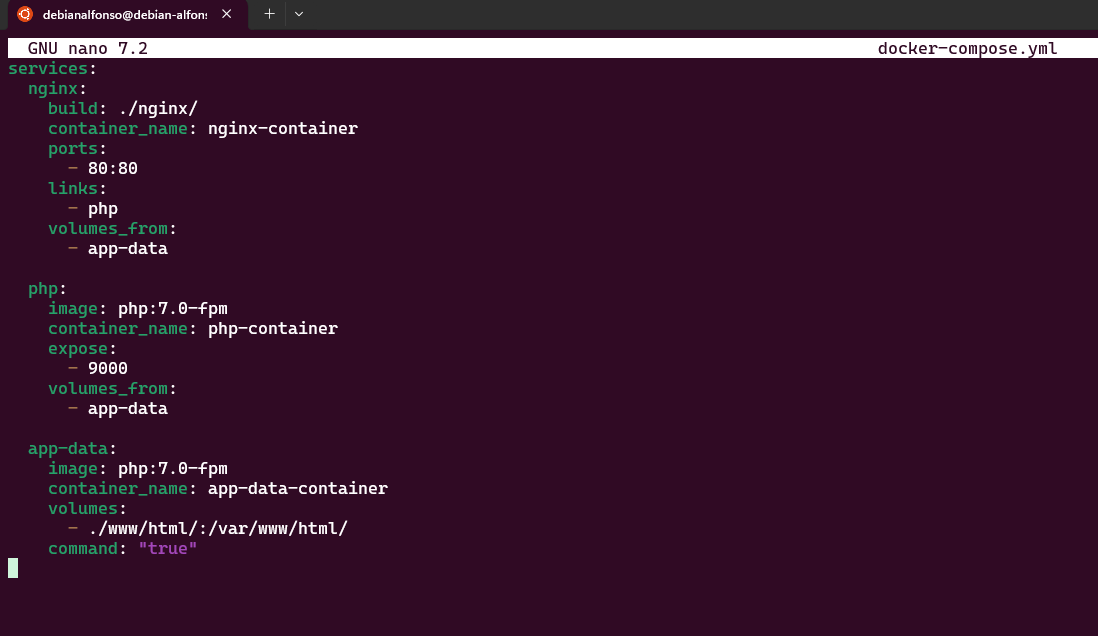 debianalfonso@debian-alfons
GNU nano 7.2 docker-compose.yml
services:
  nginx:
    build: ./nginx/
    container_name: nginx-container
    ports:
      - 80:80
    links:
      - php
    volumes_from:
      - app-data

  php:
    image: php:7.0-fpm
    container_name: php-container
    expose:
      - 9000
    volumes_from:
      - app-data

  app-data:
    image: php:7.0-fpm
    container_name: app-data-container
    volumes:
      - ./www/html/:/var/www/html/
    command: "true"